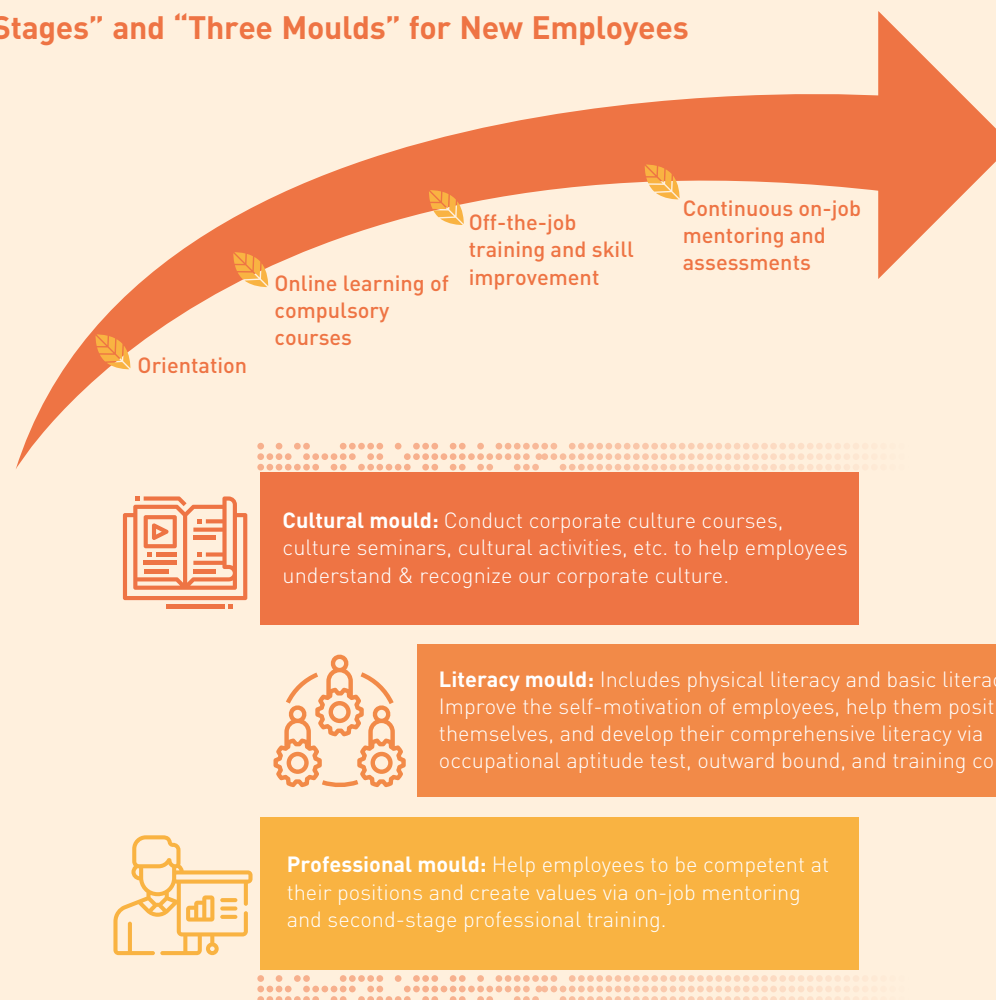 Stages” and “Three Moulds” for New Employees
Orientation
Online learning of
compulsory
courses
Off-the-job
training and skill
improvement
Continuous on-job
mentoring and
assessments
Cultural mould: Conduct corporate culture courses,
culture seminars, cultural activities, etc. to help employees
understand & recognize our corporate culture.
Literacy mould: Includes physical literacy and basic
Improve the self-motivation of employees, help them
themselves, and develop their comprehensive literacy via
occupational aptitude test, outward bound, and training
Professional mould: Help employees to be competent at
their positions and create values via on-job mentoring
and second-stage professional training.